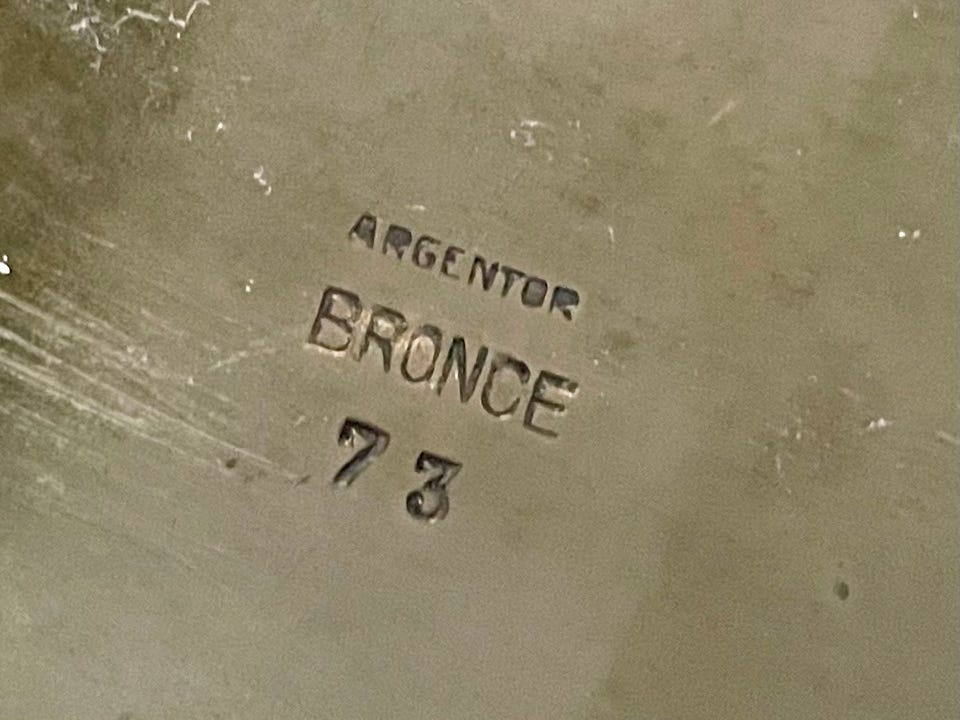 ARGENTOR
BRONCE
73